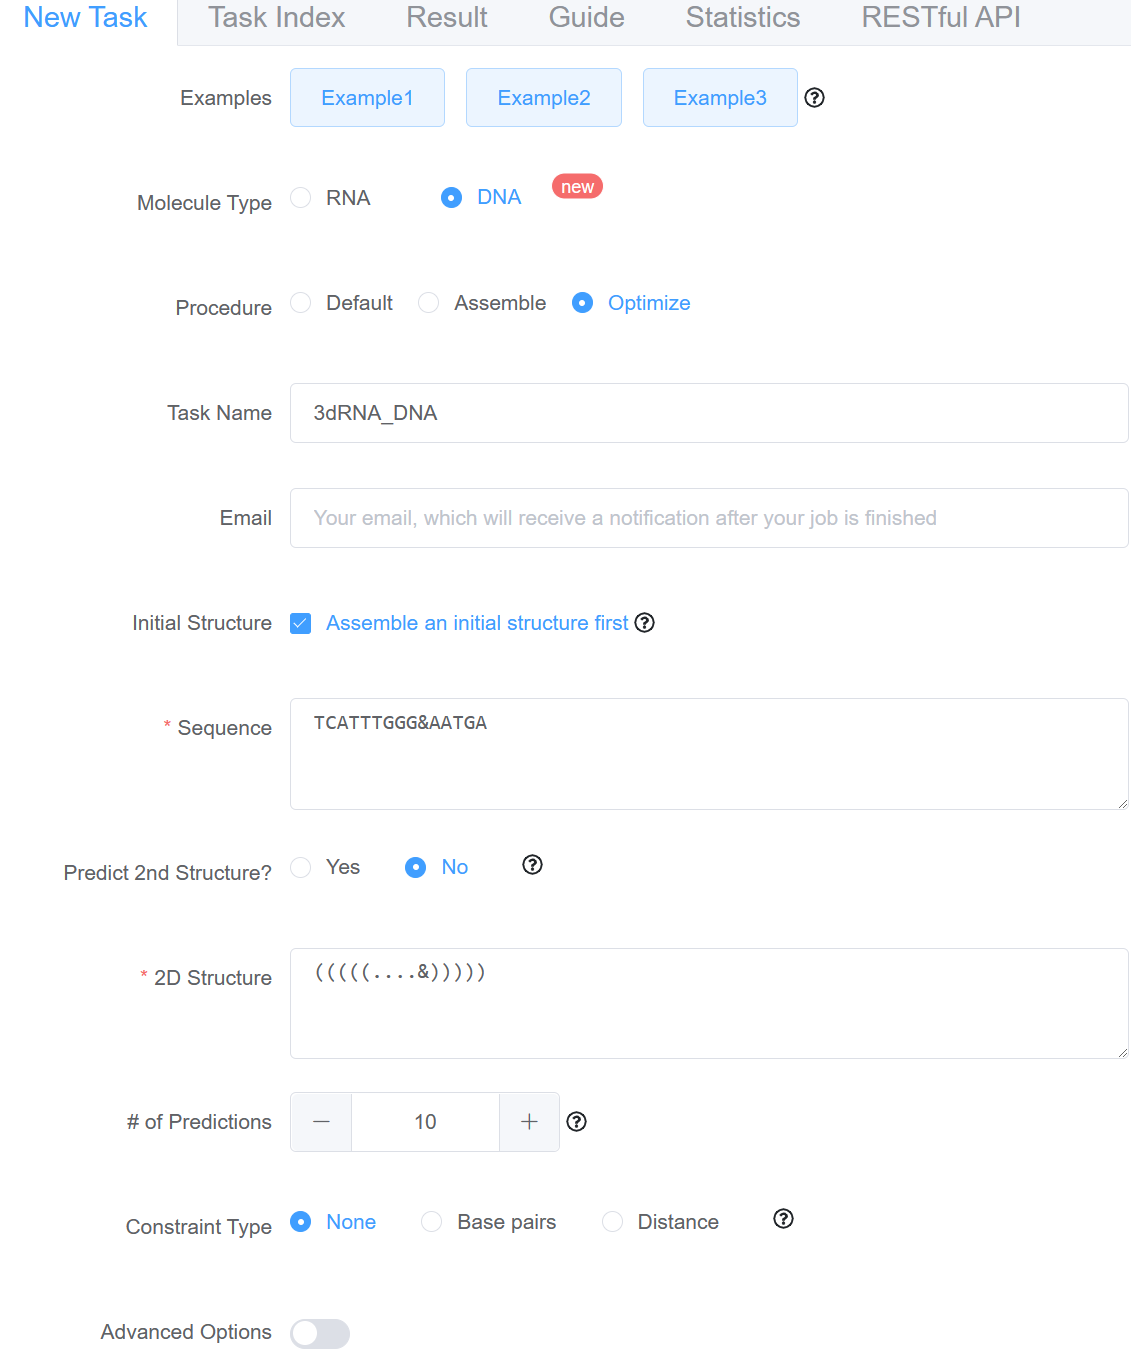 New Task Task Index Result Guide Statistics RESTful API
Examples Example1 Example2 Example3
Molecule Type RNA DNA new
Procedure Default Assemble Optimize
Task Name 3dRNA_DNA
Email Your email, which will receive a notification after your job is finished
Initial Structure Assemble an initial structure first
* Sequence TCATTTGGG&AATGA
Predict 2nd Structure? Yes No
* 2D Structure (((((....&)))))
# of Predictions 10
Constraint Type None Base pairs Distance
Advanced Options